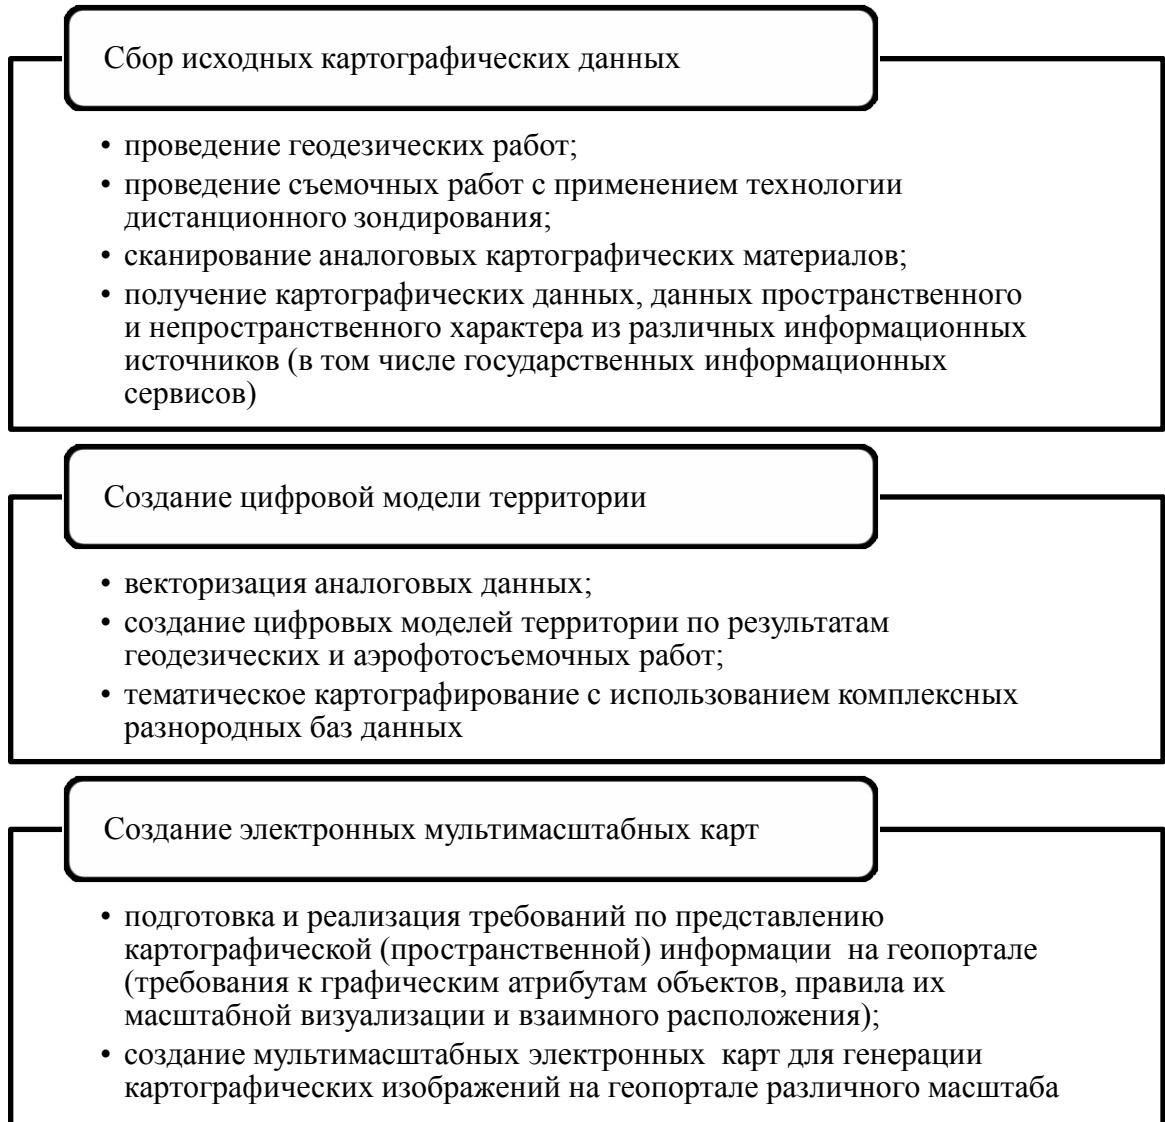 Сбор исходных картографических данных
• проведение геодезических работ;
• проведение съемочных работ с применением технологии
дистанционного зондирования;
• сканирование аналоговых картографических материалов;
• получение картографических данных, данных пространственного
и непространственного характера из различных информационных
источников (в том числе государственных информационных
сервисов)
Создание цифровой модели территории
• векторизация аналоговых данных;
• создание цифровых моделей территории по результатам
геодезических и аэрофотосъемочных работ;
• тематическое картографирование с использованием комплексных
разнородных баз данных
Создание электронных мультимасштабных карт
• подготовка и реализация требований по представлению
картографической (пространственной) информации  на геопортале
(требования к графическим атрибутам объектов, правила их
масштабной визуализации и взаимного расположения);
• создание мультимасштабных электронных  карт для генерации
картографических изображений на геопортале различного масштаба